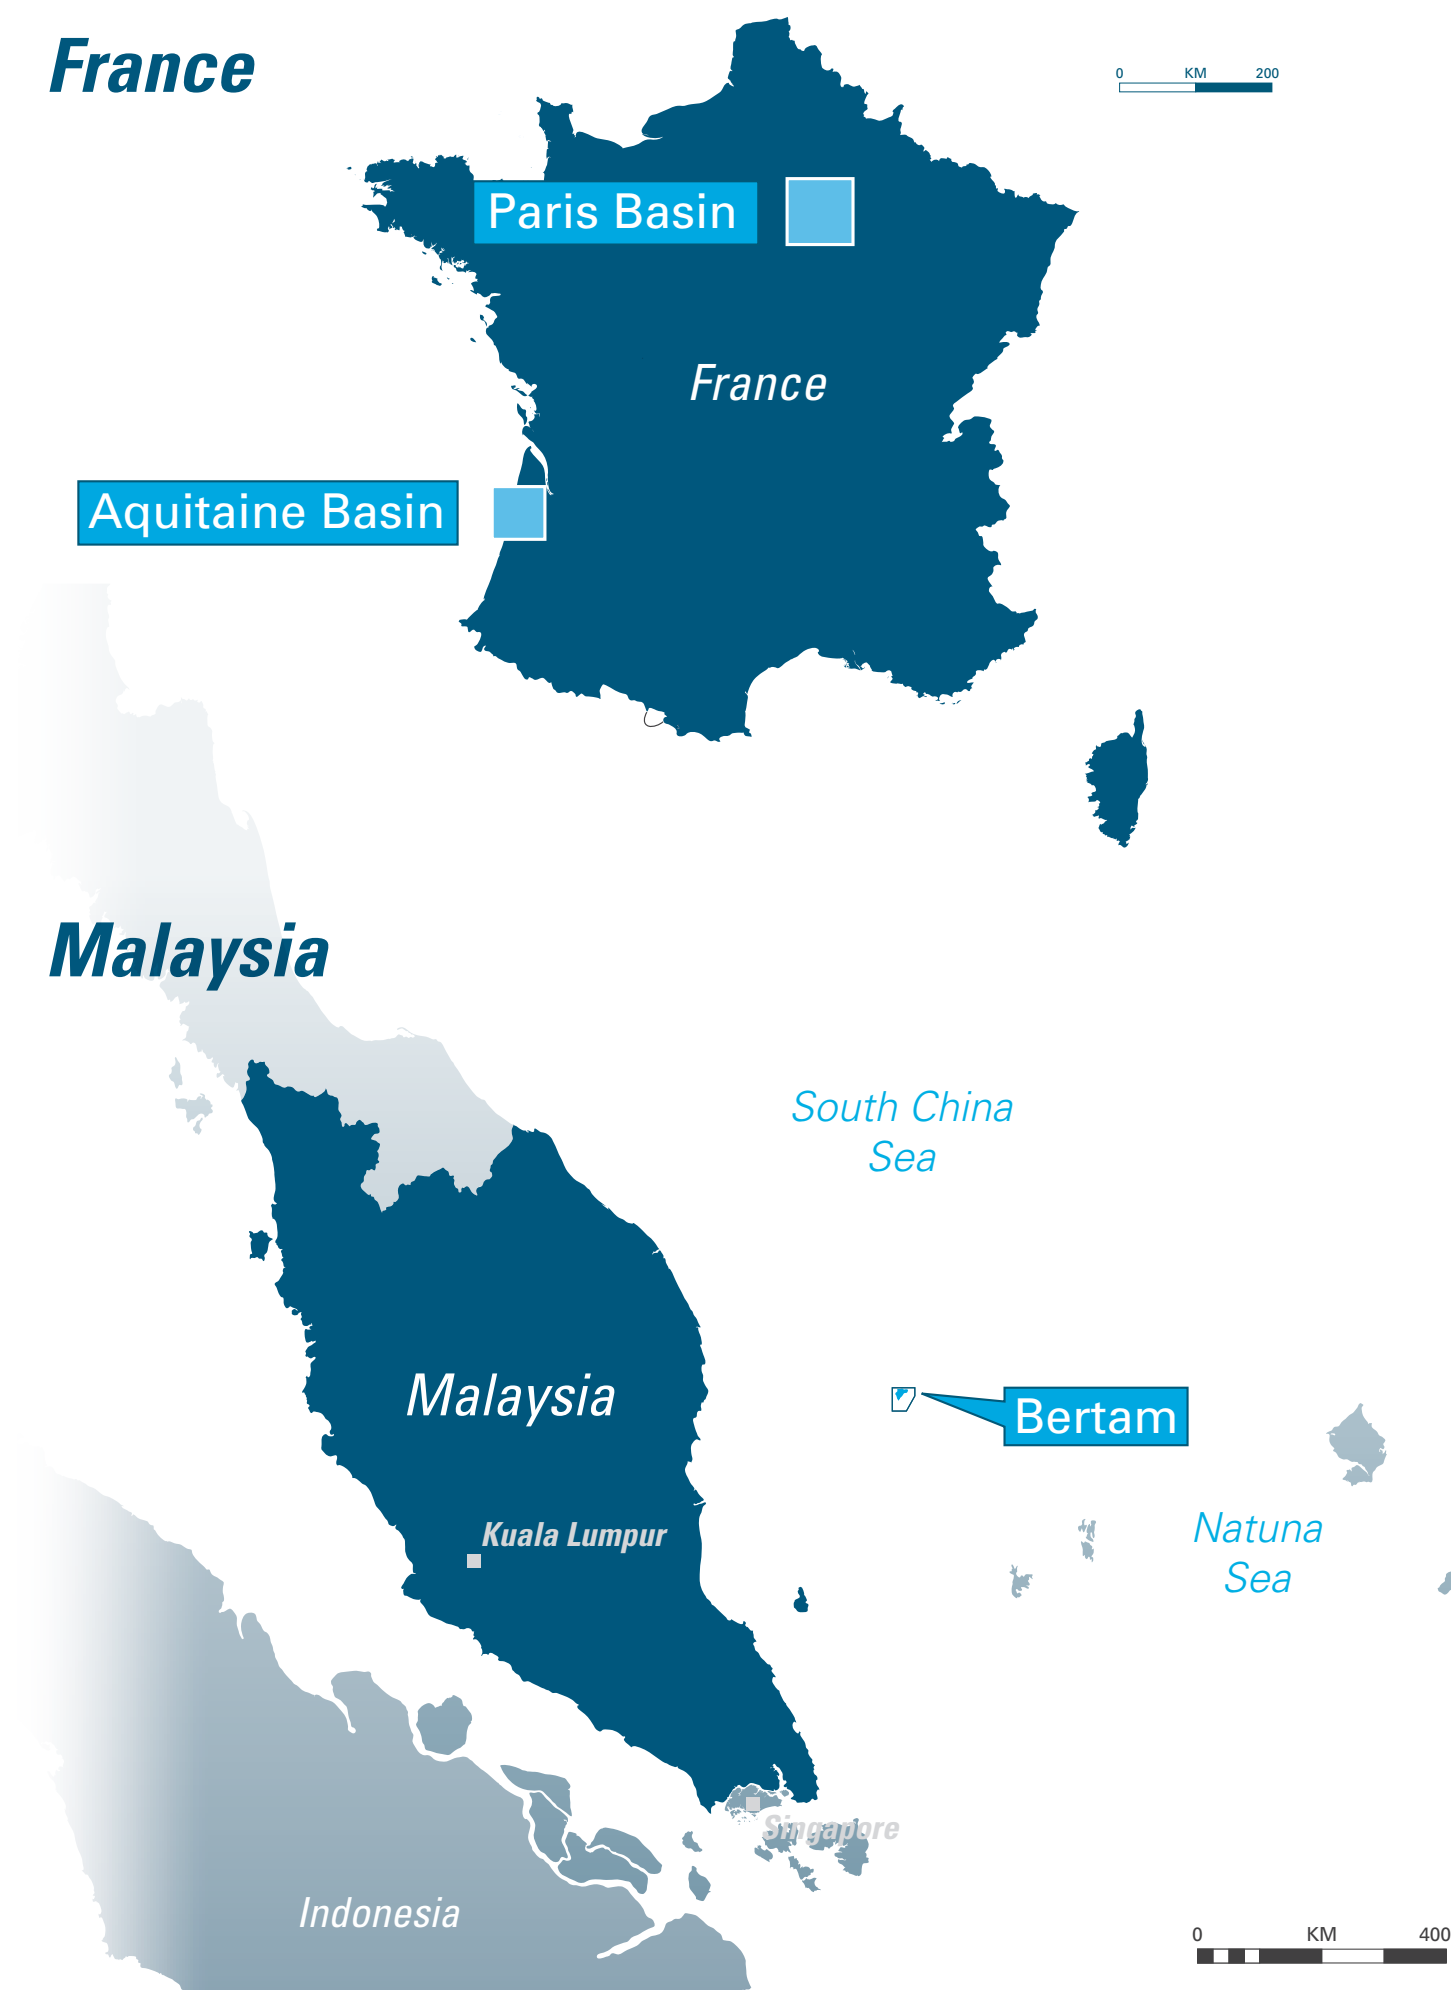 France
0 KM 200
Paris Basin
France
Aquitaine Basin
Malaysia
South China
Sea
Malaysia
Bertam
Kuala Lumpur
Natuna
Sea
Singapore
Indonesia
0 KM 400